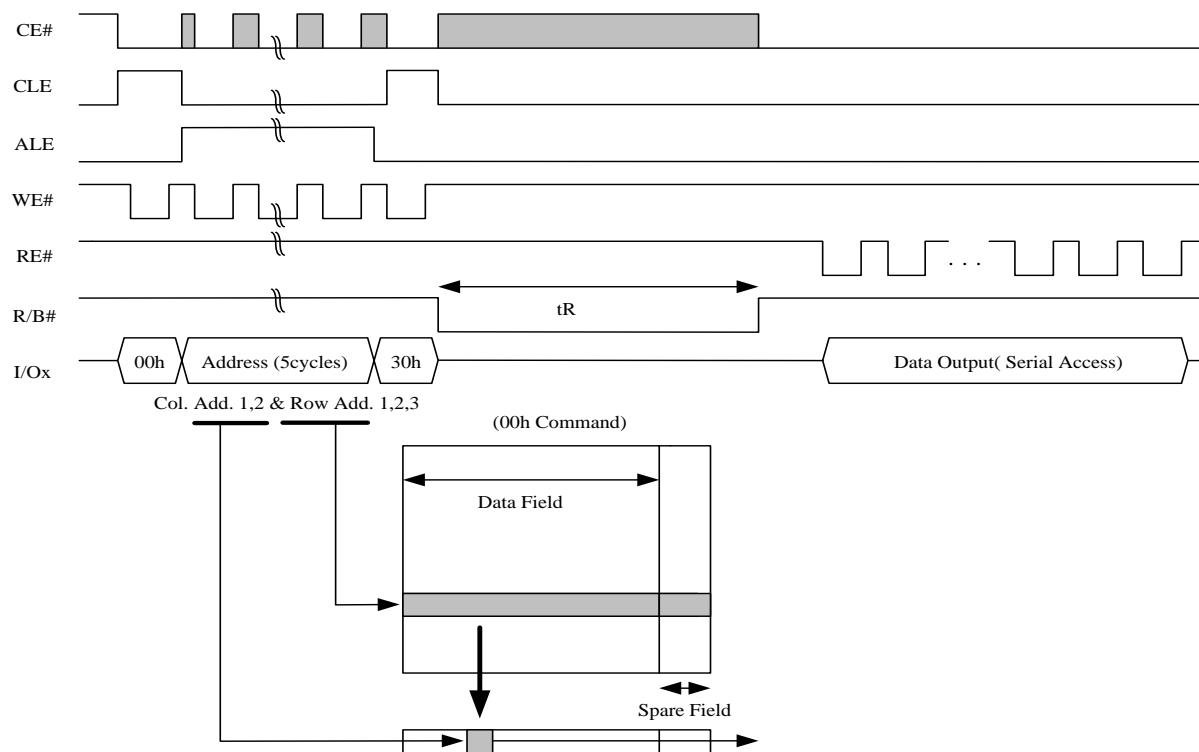 CE#
CLE
ALE
WE#
RE#
. . .
R/B#
tR
I/Ox
00h
Address (5cycles)
30h
Data Output( Serial Access)
Col. Add. 1,2 & Row Add. 1,2,3
(00h Command)
Data Field
Spare Field